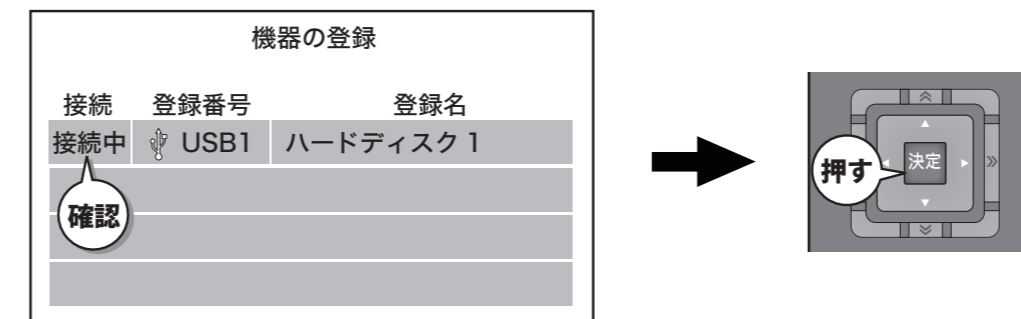 機器の登録
接続 登録番号 登録名
接続中 USB1 ハードディスク 1
確認
押す
決定